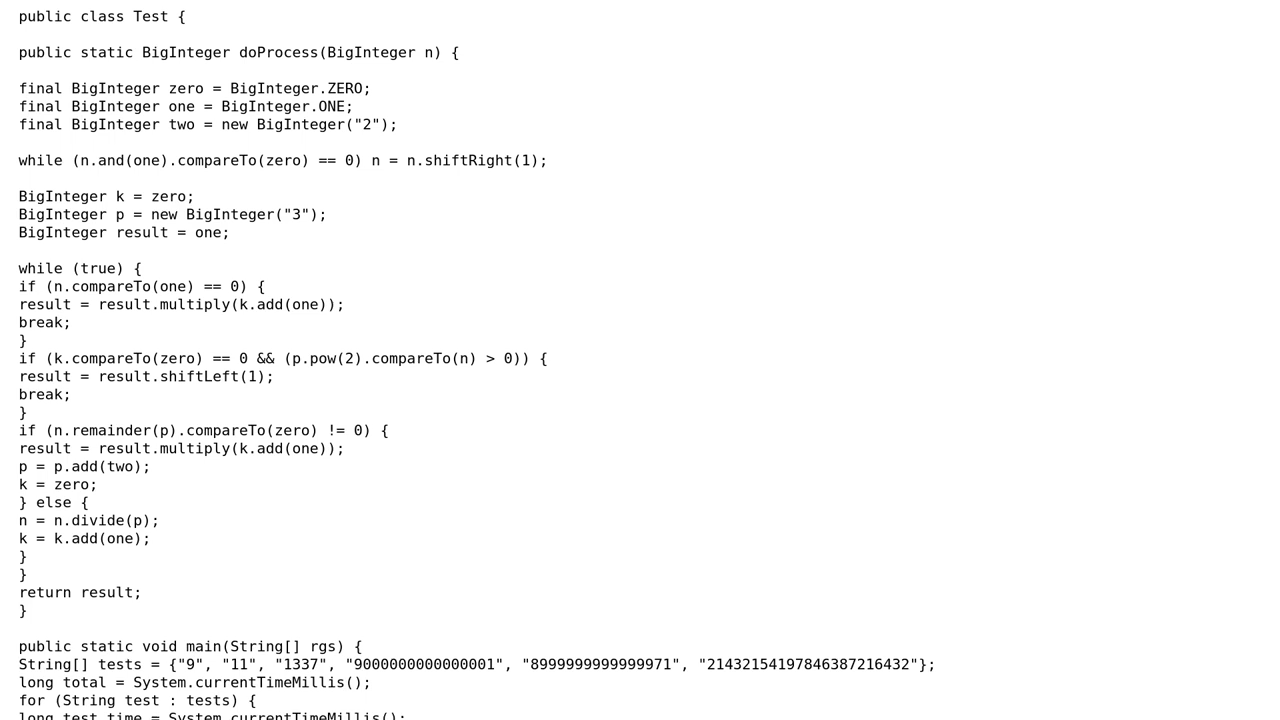 public class Test {
public static BigInteger doProcess(BigInteger n) {
final BigInteger zero = BigInteger.ZERO;
final BigInteger one = BigInteger.ONE;
final BigInteger two = new BigInteger("2");
while (n.and(one).compareTo(zero) == 0) n = n.shiftRight(1);
BigInteger k = zero;
BigInteger p = new BigInteger("3");
BigInteger result = one;
while (true) {
if (n.compareTo(one) == 0) {
result = result.multiply(k.add(one));
break;
}
if (k.compareTo(zero) == 0 && (p.pow(2).compareTo(n) > 0)) {
result = result.shiftLeft(1);
break;
}
if (n.remainder(p).compareTo(zero) != 0) {
result = result.multiply(k.add(one));
p = p.add(two);
k = zero;
} else {
n = n.divide(p);
k = k.add(one);
}
}
return result;
}
public static void main(String[] rgs) {
String[] tests = {"9", "11", "1337", "9000000000000001", "8999999999999971", "21432154197846387216432"};
long total = System.currentTimeMillis();
for (String test : tests) {
long test_time = System.currentTimeMillis();